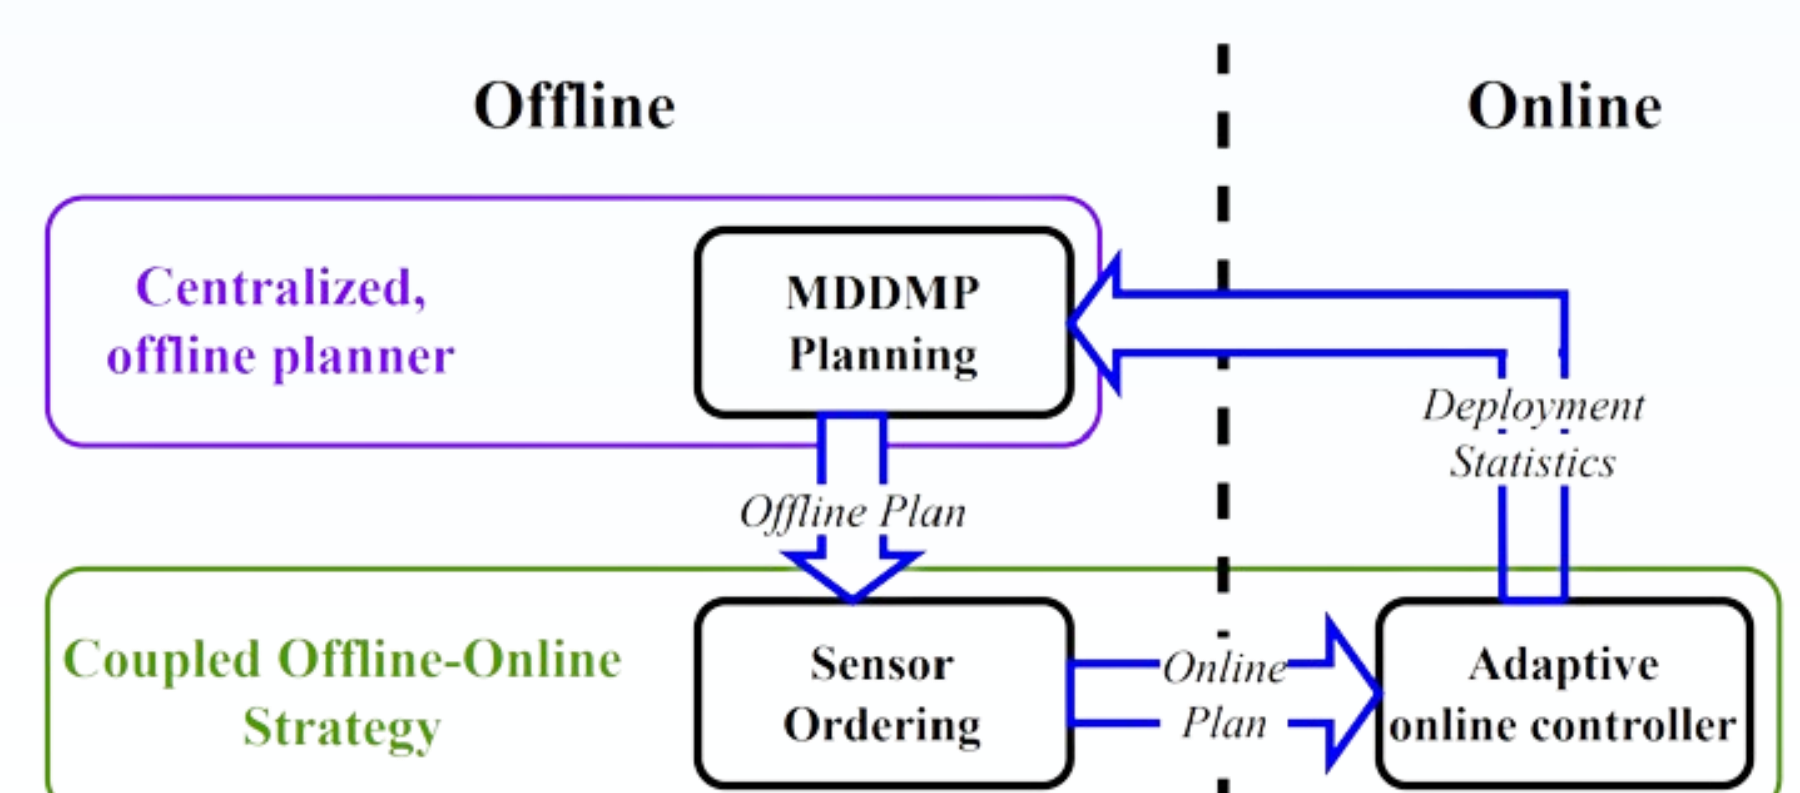 Offline
Online
Centralized,
offline planner
MDDMP
Planning
Deployment
Statistics
Offline Plan
Coupled Offline-Online
Strategy
Sensor
Ordering
Online
Plan
Adaptive
online controller